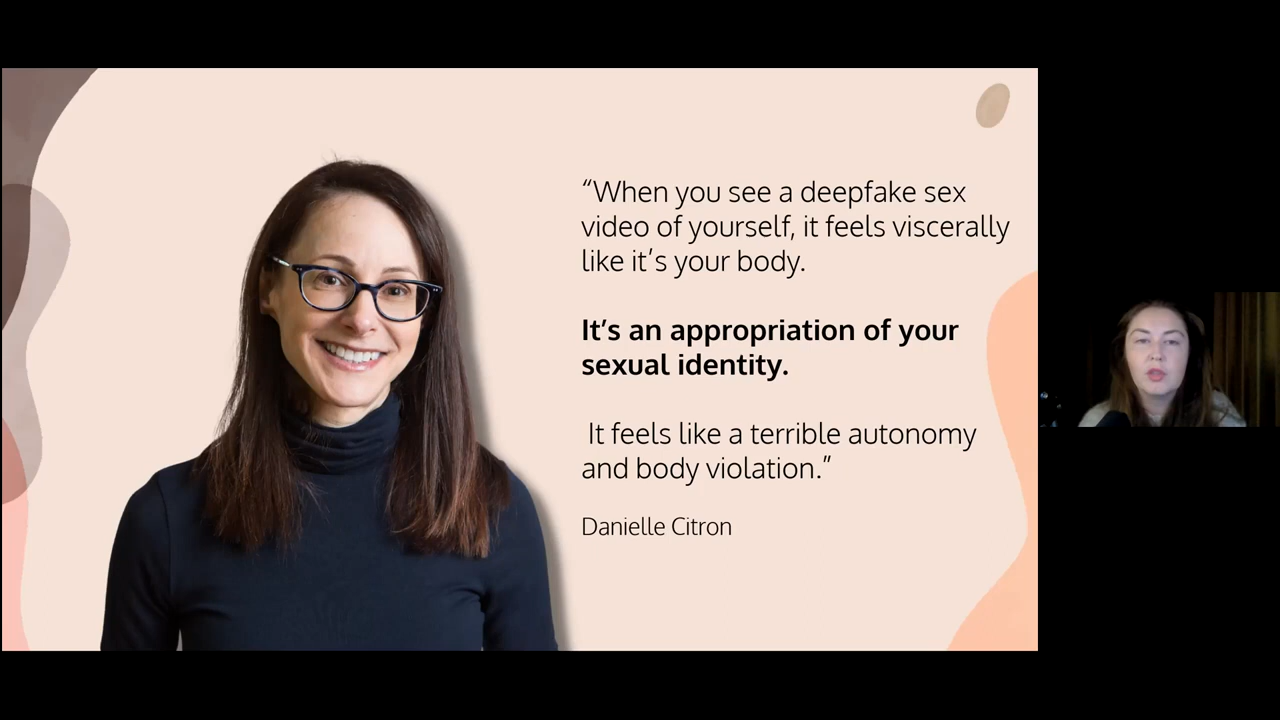 “When you see a deepfake sex
video of yourself, it feels viscerally
like it’s your body.
It’s an appropriation of your
sexual identity.
It feels like a terrible autonomy
and body violation.”
Danielle Citron